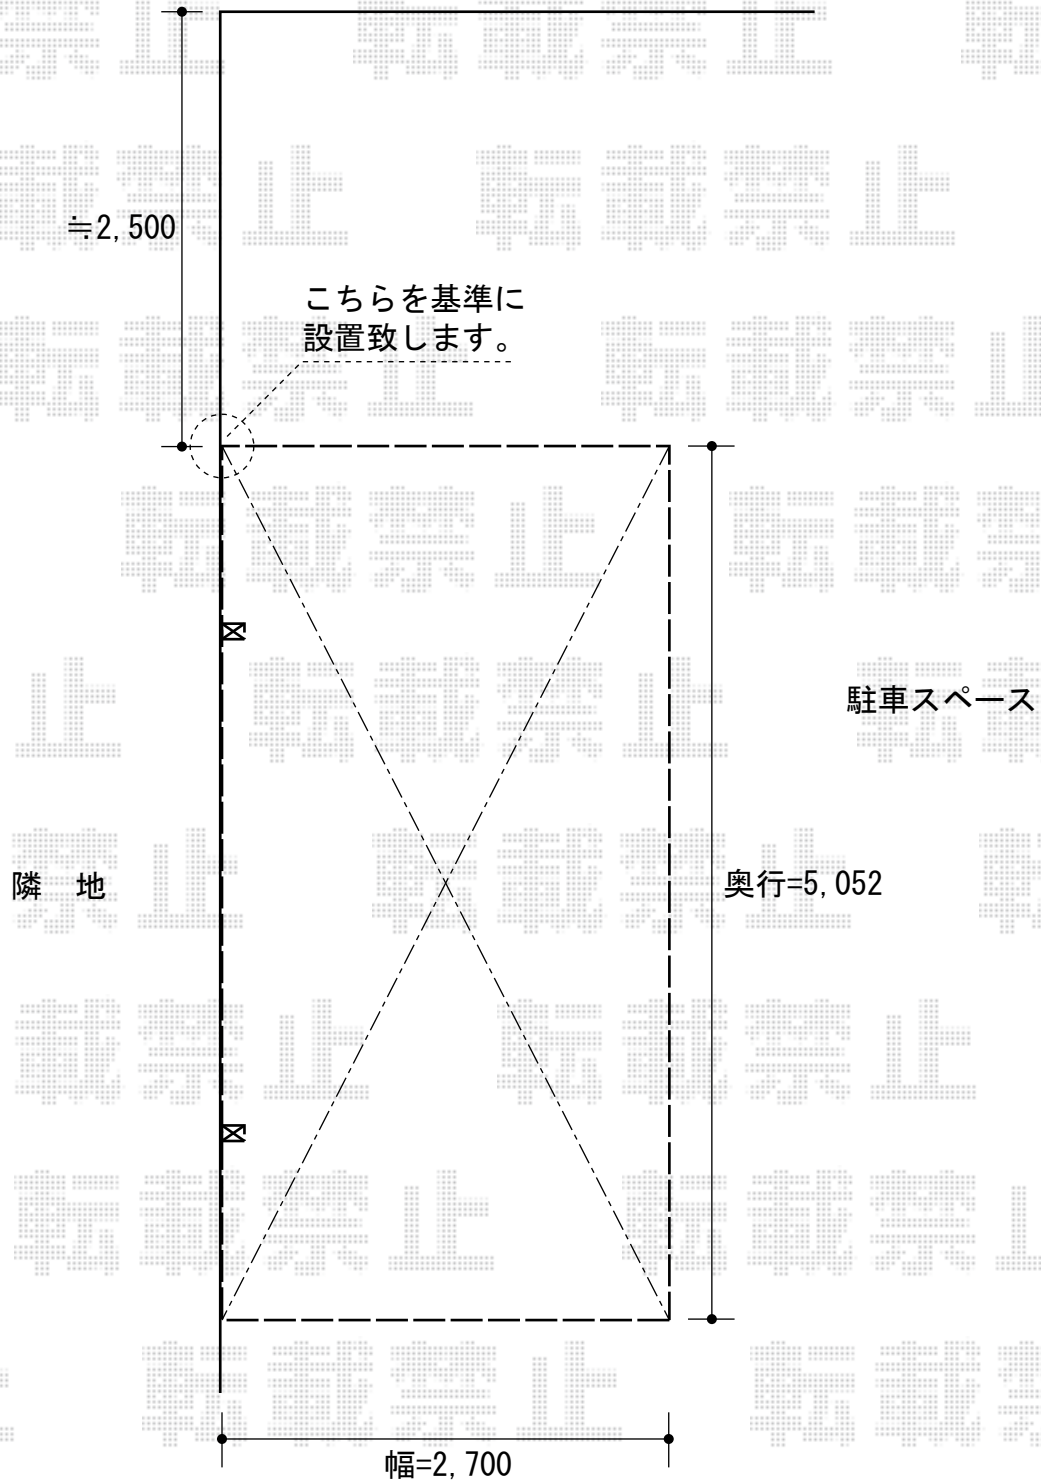 ≒2,500
こちらを基準に
設置致します。
駐車スペース
隣　地
奥行=5,052
幅=2,700
転載禁止